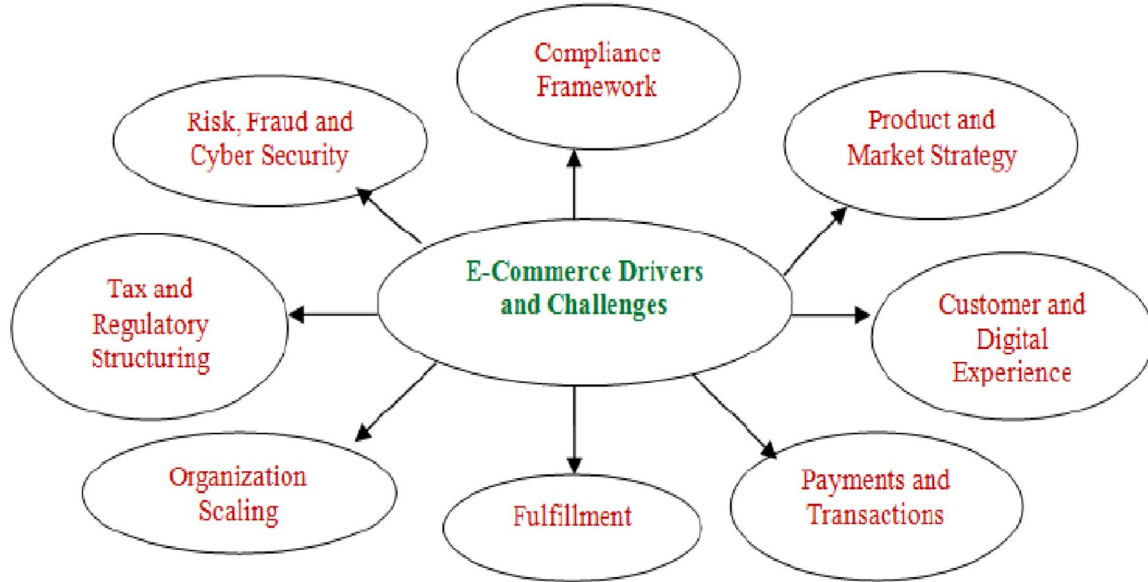 Compliance
Framework
Risk, Fraud and
Cyber Security
Product and
Market Strategy
E-Commerce Drivers
and Challenges
Tax and
Regulatory
Structuring
Customer and
Digital
Experience
Organization
Scaling
Fulfillment
Payments and
Transactions